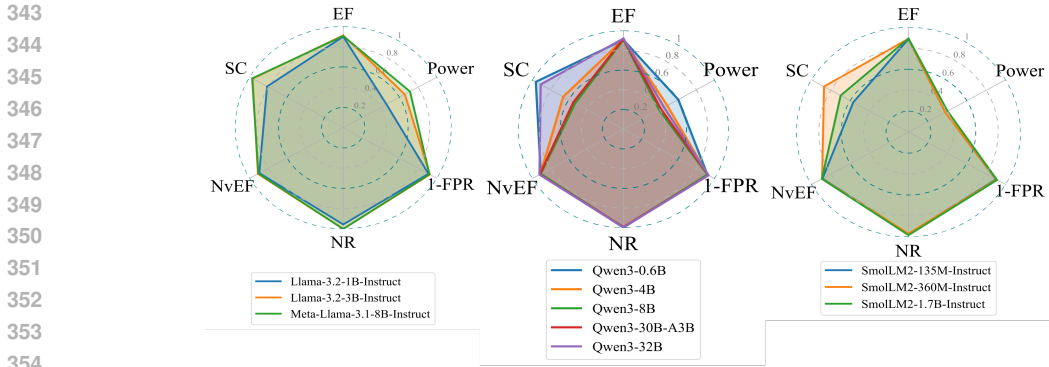 343
344
345
346
347
348
349
350
351
352
353
354
EF
Power
1-FPR
NR
NvEF
SC
1
0.8
0.6
0.4
0.2
Llama-3.2-1B-Instruct
Llama-3.2-3B-Instruct
Meta-Llama-3.1-8B-Instruct
EF
Power
1-FPR
NR
NvEF
SC
1
0.8
0.6
0.2
Qwen3-0.6B
Qwen3-4B
Qwen3-8B
Qwen3-30B-A3B
Qwen3-32B
EF
Power
1-FPR
NR
NvEF
SC
1
0.8
0.6
0.4
0.2
SmolLM2-135M-Instruct
SmolLM2-360M-Instruct
SmolLM2-1.7B-Instruct